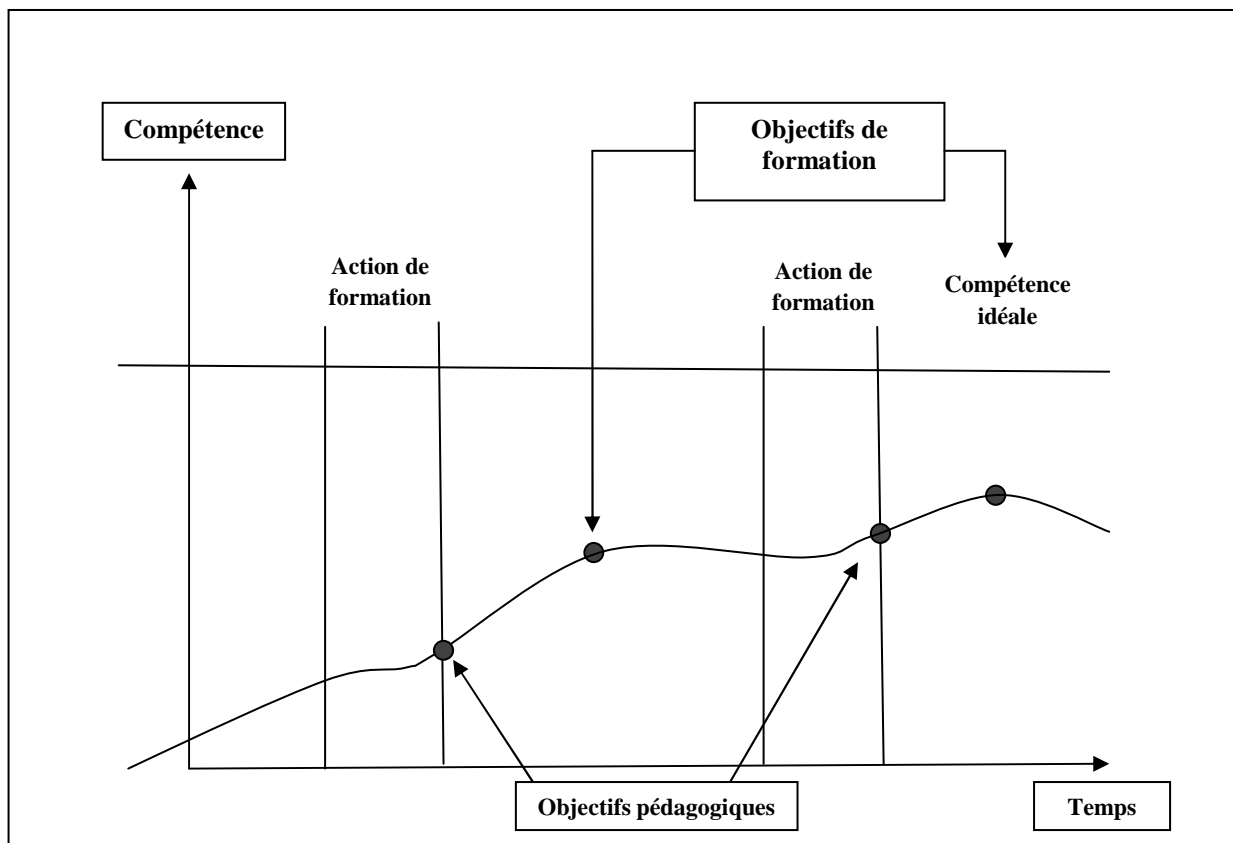 Compétence
Objectifs de
formation
Action de
formation
Action de
formation
Compétence
idéale
Objectifs pédagogiques
Temps